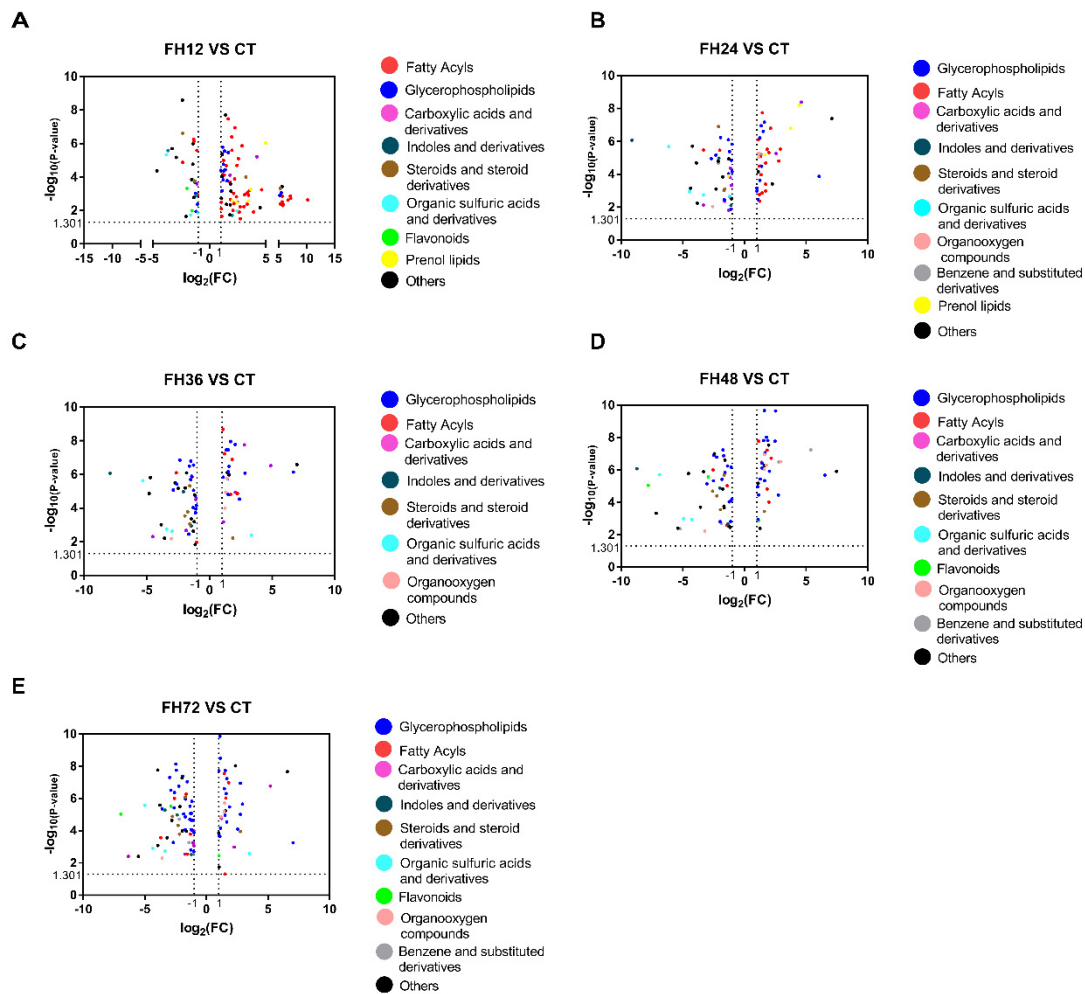 A
FH12 VS CT
10
8
6
4
2
1.301
0
-15
-10
-5
-5
-1
0
1
5
5
10
15
-log10(P-value)
log2(FC)
Fatty Acyls
Glycerophospholipids
Carboxylic acids and
derivatives
Indoles and derivatives
Steroids and steroid
derivatives
Organic sulfuric acids
and derivatives
Flavonoids
Prenol lipids
Others
B
FH24 VS CT
10
8
6
4
2
1.301
0
-10
-5
-1
0
1
5
10
-log10(P-value)
log2(FC)
Glycerophospholipids
Fatty Acyls
Carboxylic acids and
derivatives
Indoles and derivatives
Steroids and steroid
derivatives
Organic sulfuric acids
and derivatives
Organooxygen
compounds
Benzene and substituted
derivatives
Prenol lipids
Others
C
FH36 VS CT
10
8
6
4
2
1.301
0
-10
-5
-1
0
1
5
10
-log10(P-value)
log2(FC)
Glycerophospholipids
Fatty Acyls
Carboxylic acids and
derivatives
Indoles and derivatives
Steroids and steroid
derivatives
Organic sulfuric acids
and derivatives
Organooxygen
compounds
Others
D
FH48 VS CT
10
8
6
4
2
1.301
0
-10
-5
-1
0
1
5
10
-log10(P-value)
log2(FC)
Glycerophospholipids
Fatty Acyls
Carboxylic acids and
derivatives
Indoles and derivatives
Steroids and steroid
derivatives
Organic sulfuric acids
and derivatives
Flavonoids
Organooxygen
compounds
Benzene and substituted
derivatives
Others
E
FH72 VS CT
10
8
6
4
2
1.301
0
-10
-5
-1
0
1
5
10
-log10(P-value)
log2(FC)
Glycerophospholipids
Fatty Acyls
Carboxylic acids and
derivatives
Indoles and derivatives
Steroids and steroid
derivatives
Organic sulfuric acids
and derivatives
Flavonoids
Organooxygen
compounds
Benzene and substituted
derivatives
Others